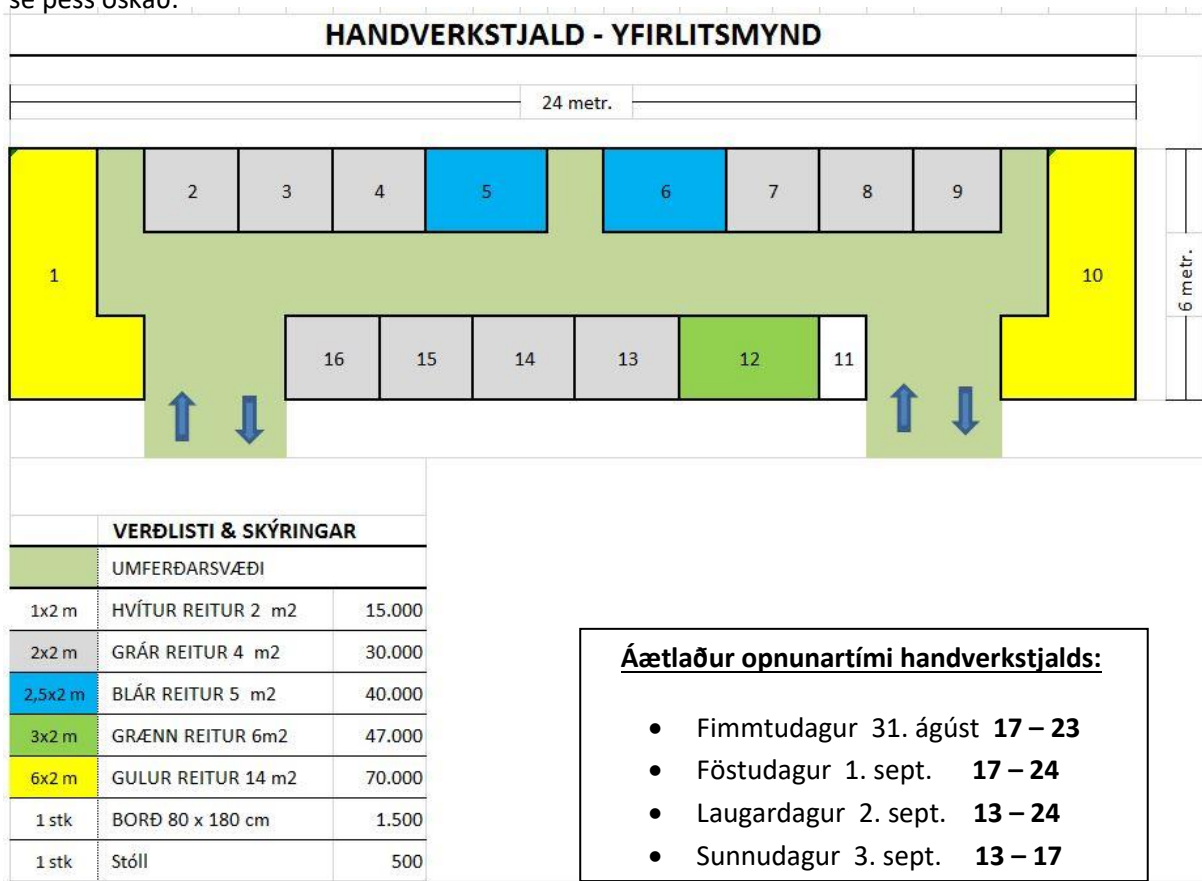 sé þess óskað.
HANDVERKSTJALD - YFIRLITSMYND
24 metr.
2 3 4 5 6 7 8 9
1 10
6 metr.
16 15 14 13 12 11
VERÐLISTI & SKÝRINGAR
UMFERÐARSVÆÐI
1x2 m HVÍTUR REITUR 2 m2 15.000
2x2 m GRÁR REITUR 4 m2 30.000
2,5x2 m BLÁR REITUR 5 m2 40.000
3x2 m GRÆNN REITUR 6m2 47.000
6x2 m GULUR REITUR 14 m2 70.000
1 stk BORÐ 80 x 180 cm 1.500
1 stk Stóll 500
Áætlaður opnunartími handverkstjalds:
• Fimmtudagur 31. ágúst 17 – 23
• Föstudagur 1. sept. 17 – 24
• Laugardagur 2. sept. 13 – 24
• Sunnudagur 3. sept. 13 – 17